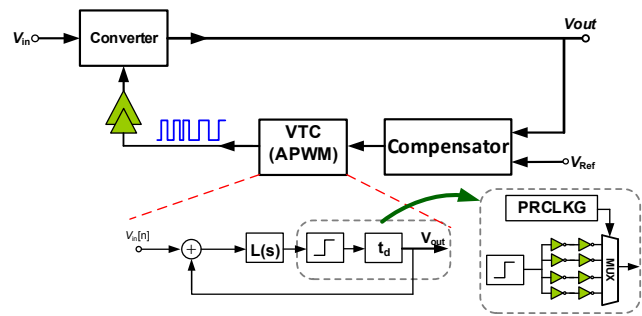 Vin
Converter
Vout
VTC
(APWM)
Compensator
VRef
PRCLKG
Vin[n]
+
L(s)
td
Vout
MUX